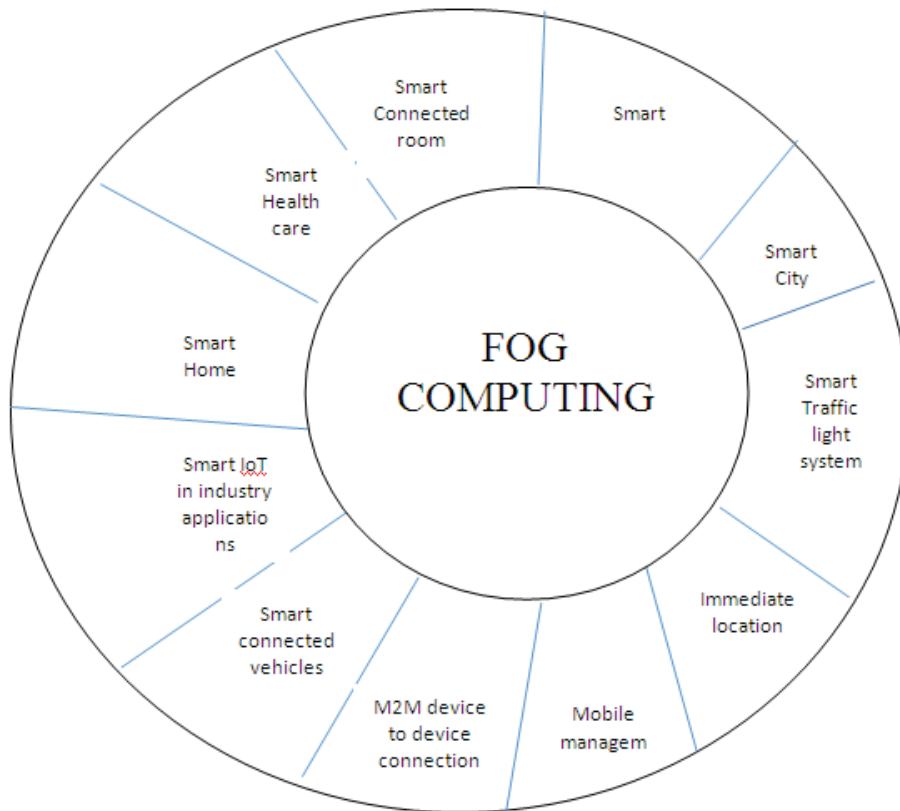 Smart
Connected
room
Smart
Smart
City
Smart
Traffic
light
system
Immediate
location
Mobile
managem
M2M device
to device
connection
Smart
connected
vehicles
Smart IoT
in industry
applicatio
ns
Smart
Home
Smart
Health
care
FOG
COMPUTING